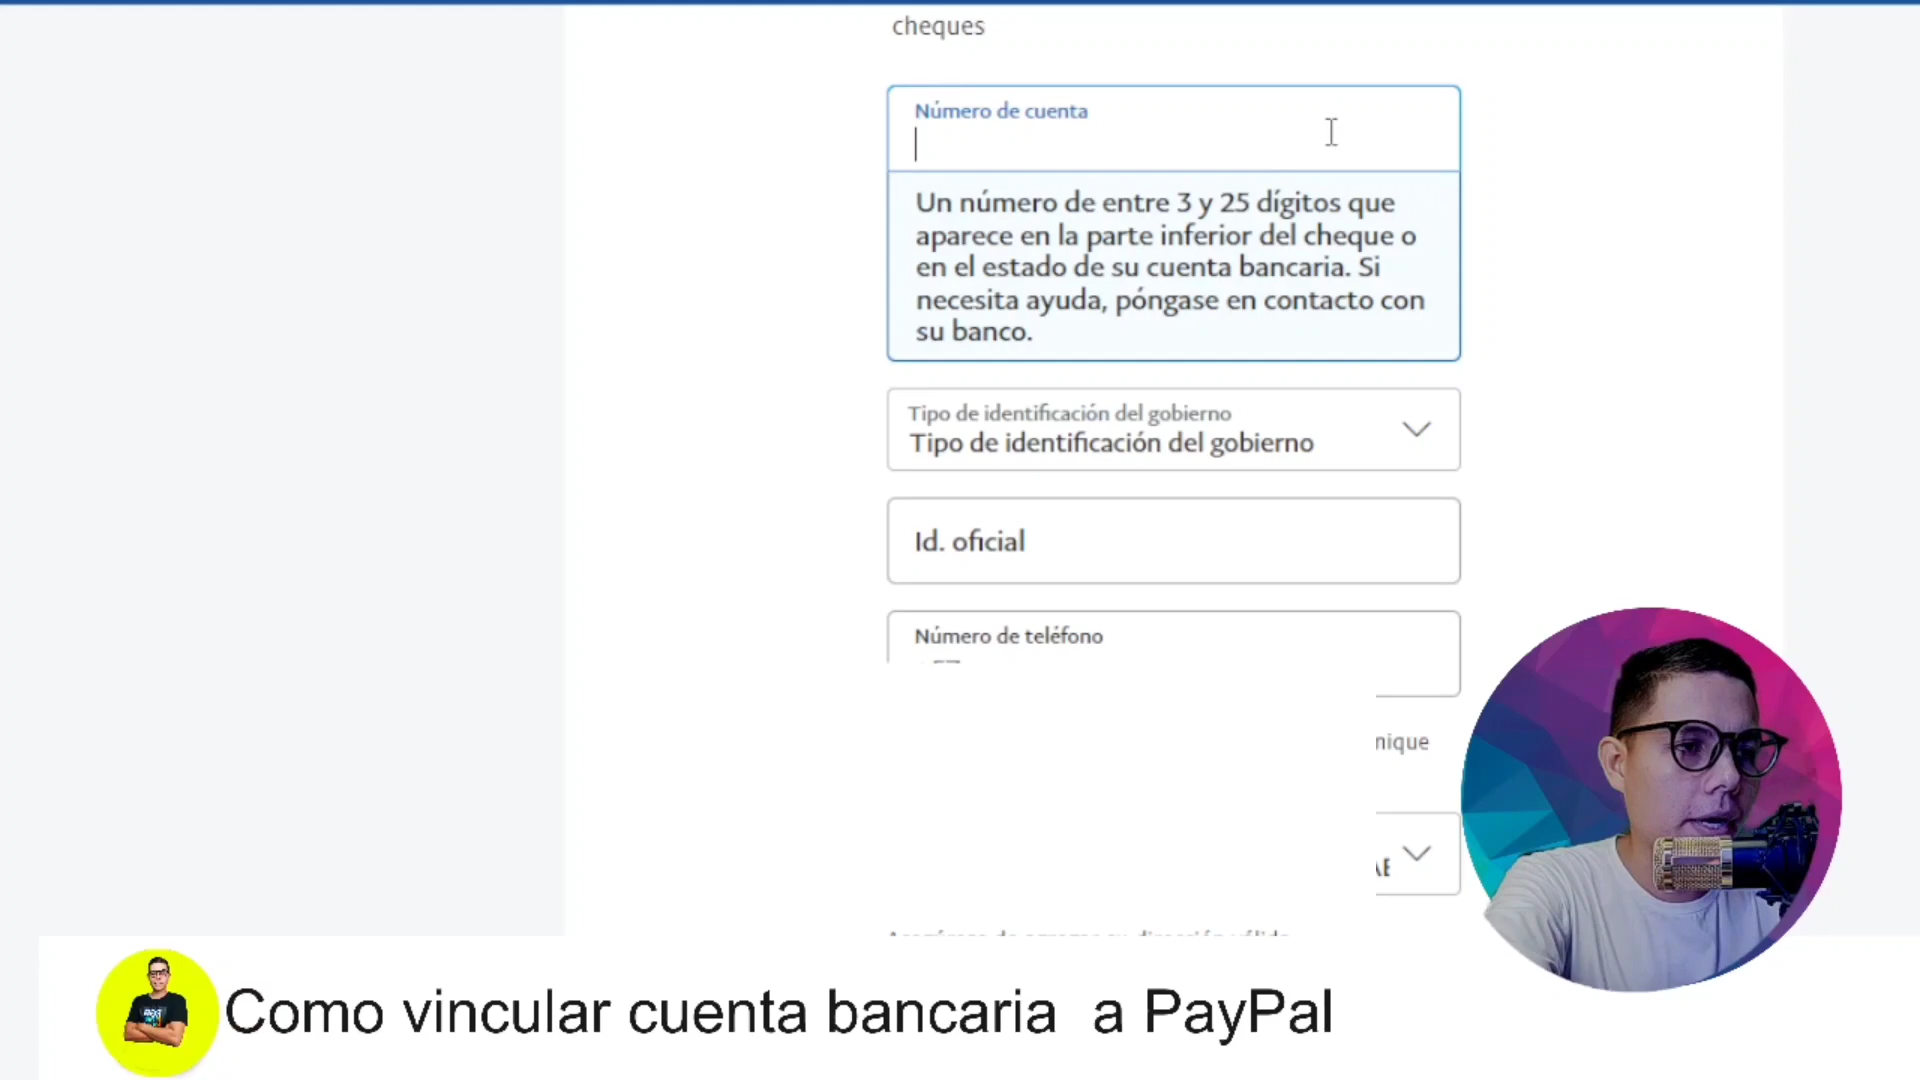 cheques
Número de cuenta
Un número de entre 3 y 25 dígitos que
aparece en la parte inferior del cheque o
en el estado de su cuenta bancaria. Si
necesita ayuda, póngase en contacto con
su banco.
Tipo de identificación del gobierno
Tipo de identificación del gobierno
Id. oficial
Número de teléfono
nique
Como vincular cuenta bancaria a PayPal